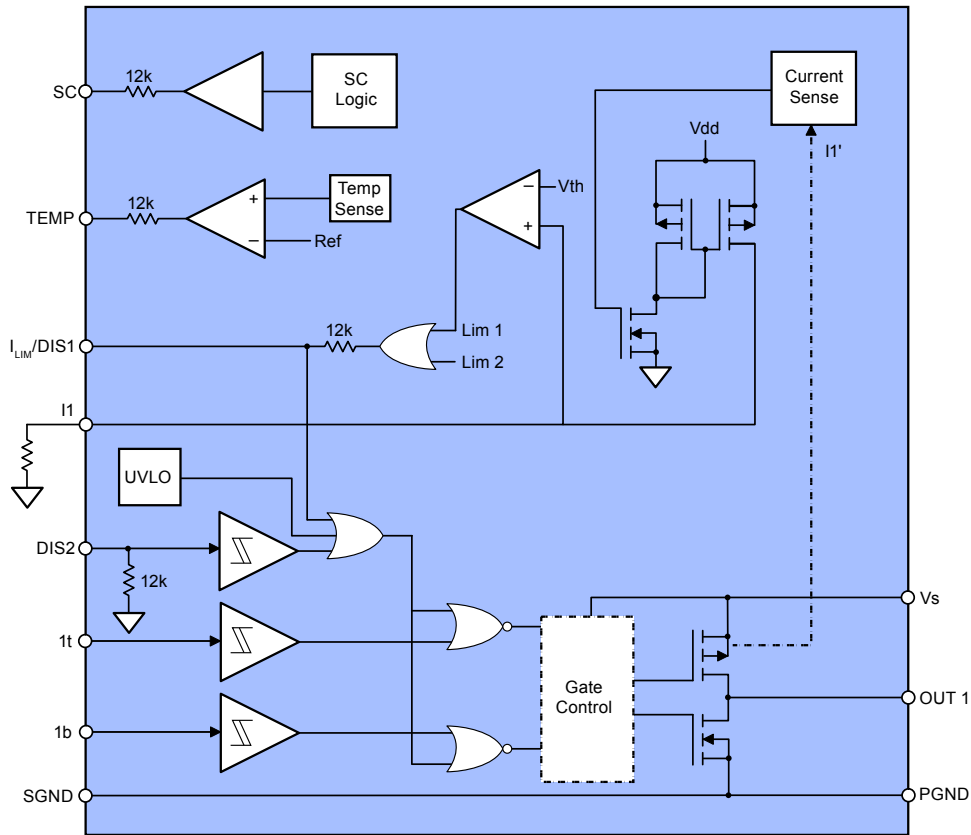 SC
12k
SC
Logic
Current
Sense
I1'
Vdd
TEMP
12k
+
−
Temp
Sense
Ref
−
Vth
+
I_LIM/DIS1
12k
Lim 1
Lim 2
I1
UVLO
DIS2
12k
1t
1b
Gate
Control
Vs
OUT 1
SGND
PGND